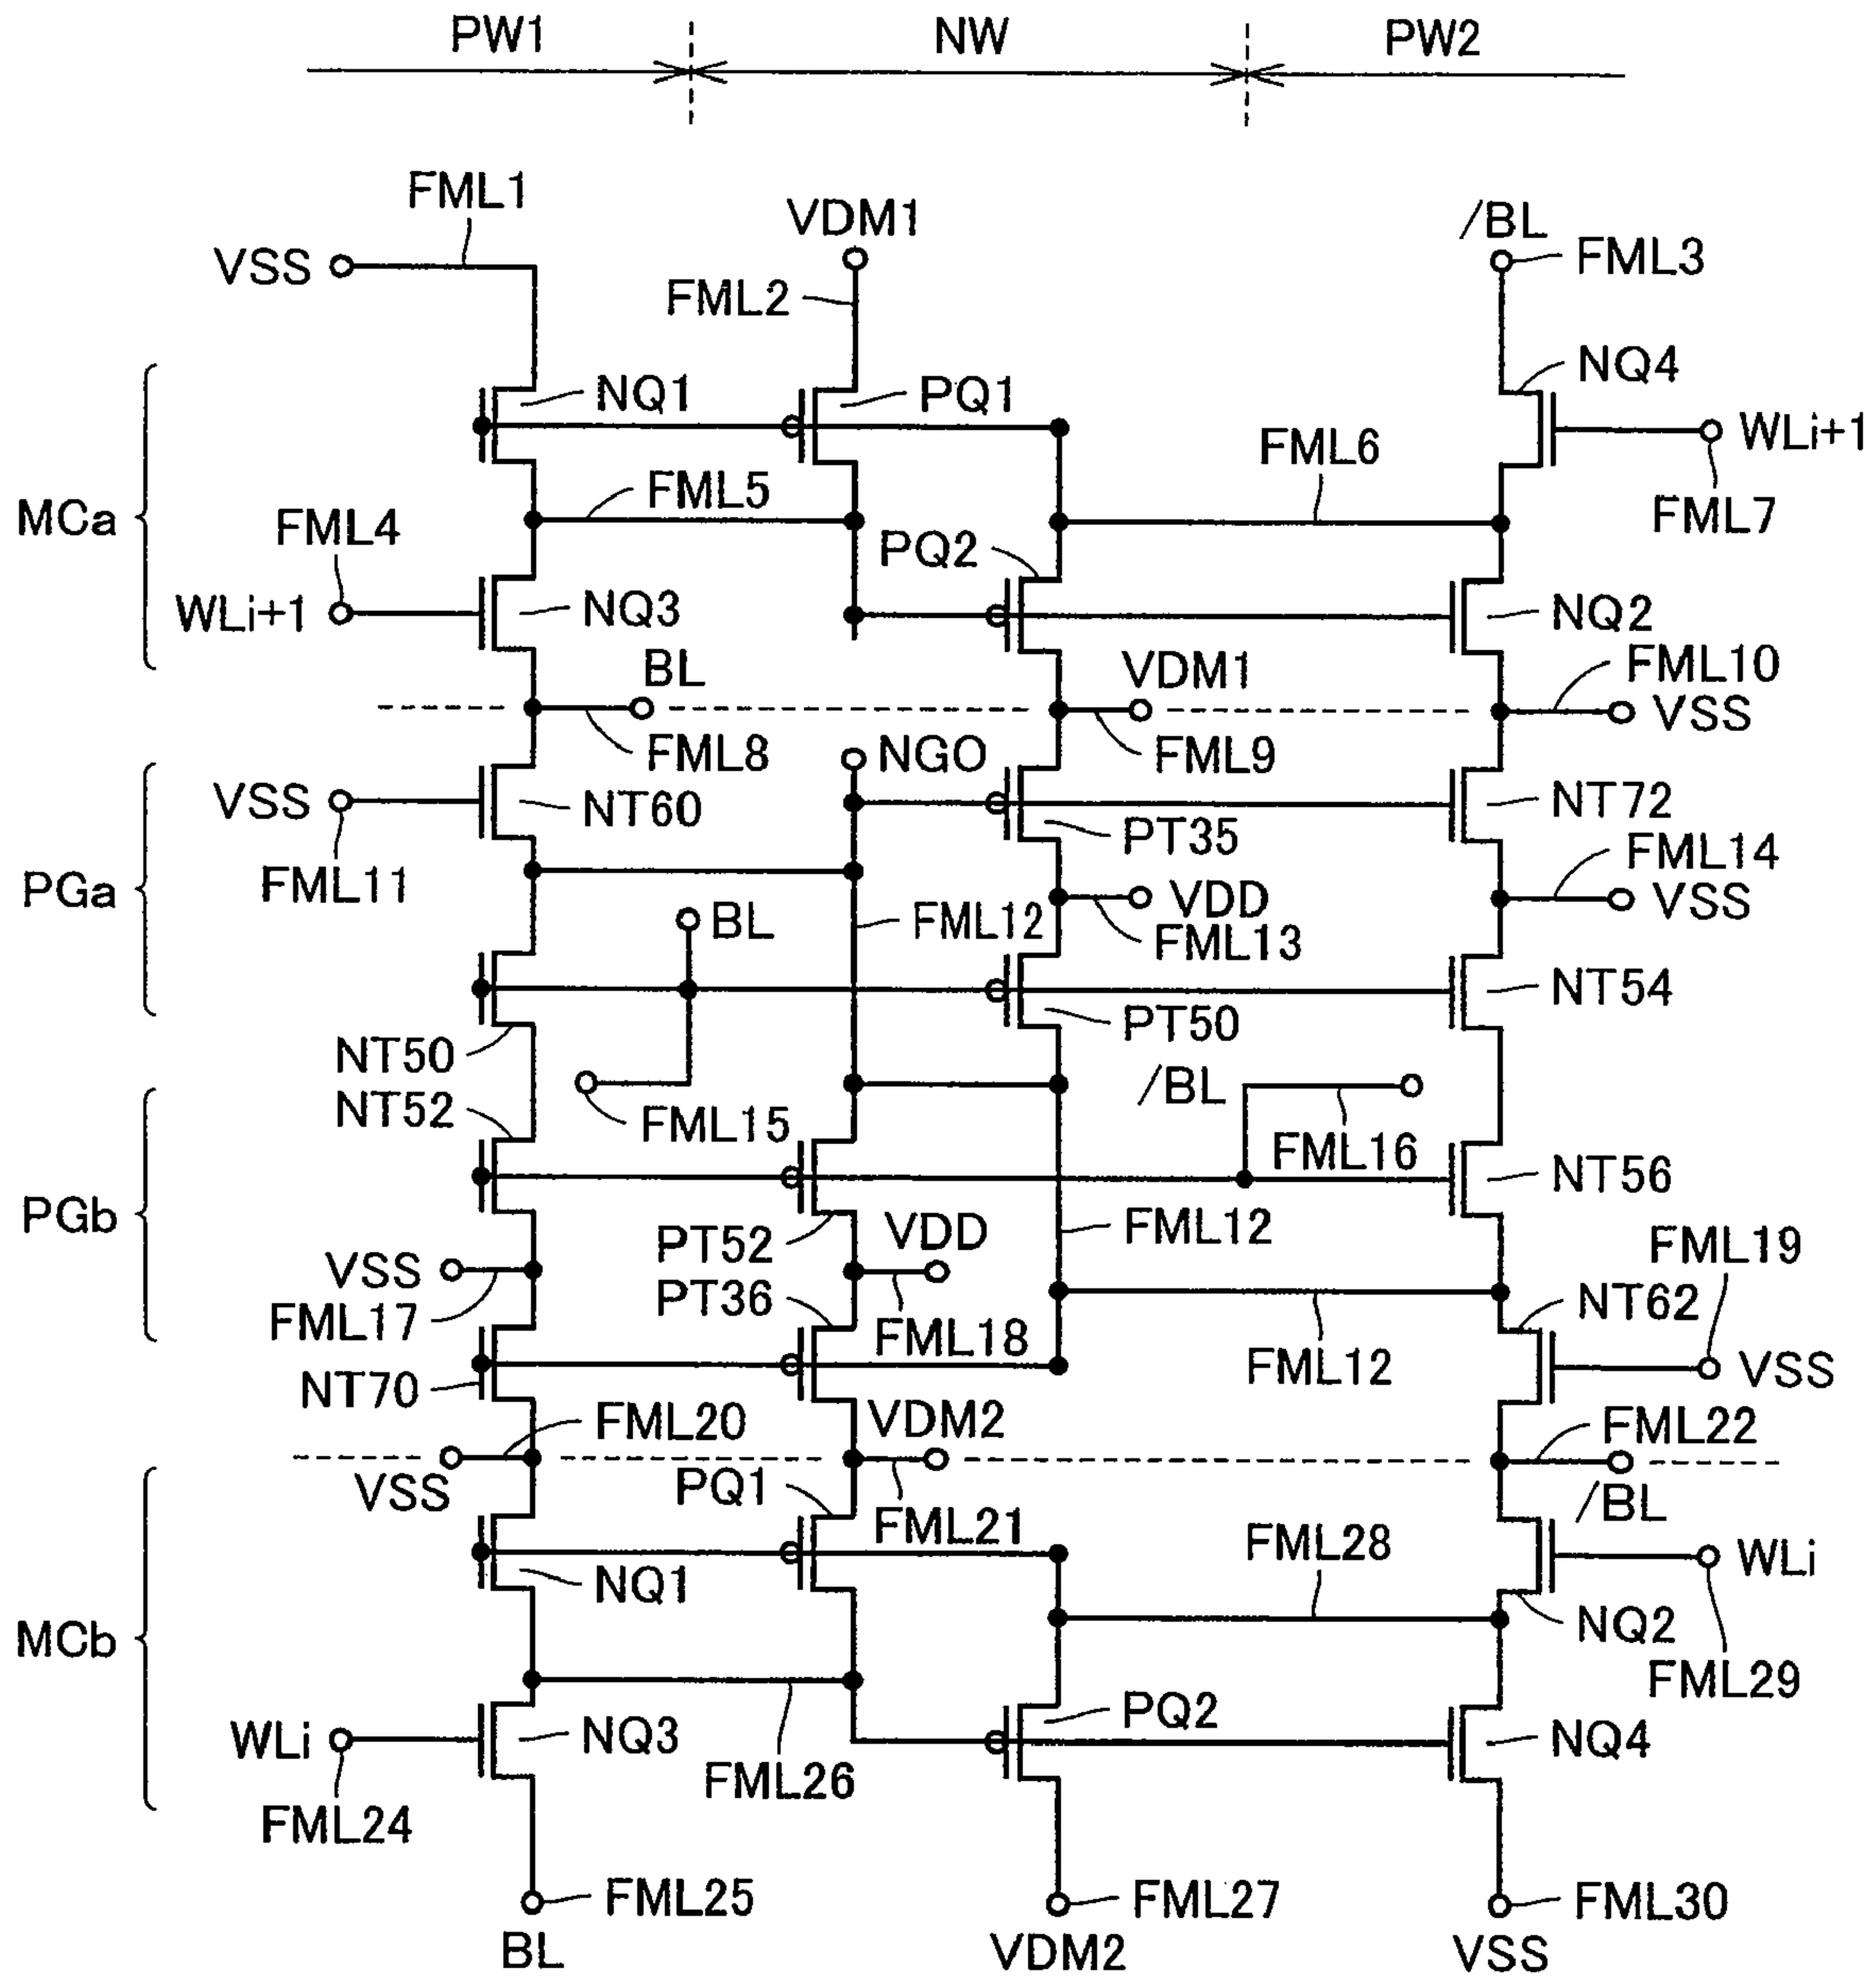 PW1 NW PW2
FML1
VDM1
/BL
VSS
FML3
FML2
NQ4
NQ1
PQ1
WLi+1
FML6
FML5
MCa
FML4
FML7
PQ2
WLi+1
NQ3
NQ2
BL
VDM1
FML10
VSS
FML8
NGO
FML9
VSS
NT60
NT72
PT35
FML14
FML11
PGa
VDD
VSS
BL
FML12
FML13
NT54
PT50
NT50
/BL
NT52
FML15
FML16
NT56
PGb
PT52
VDD
FML12
FML19
VSS
PT36
NT62
FML17
FML18
FML12
VSS
NT70
FML20
VDM2
FML22
VSS
PQ1
/BL
FML21
FML28
WLi
NQ1
NQ2
MCb
FML29
WLi
NQ3
PQ2
NQ4
FML26
FML24
FML25
FML27
FML30
BL
VDM2
VSS